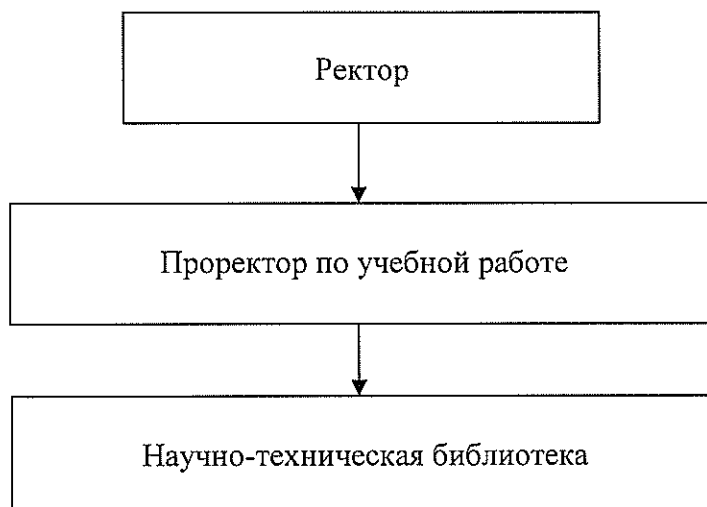 Ректор
Проректор по учебной работе
Научно-техническая библиотека